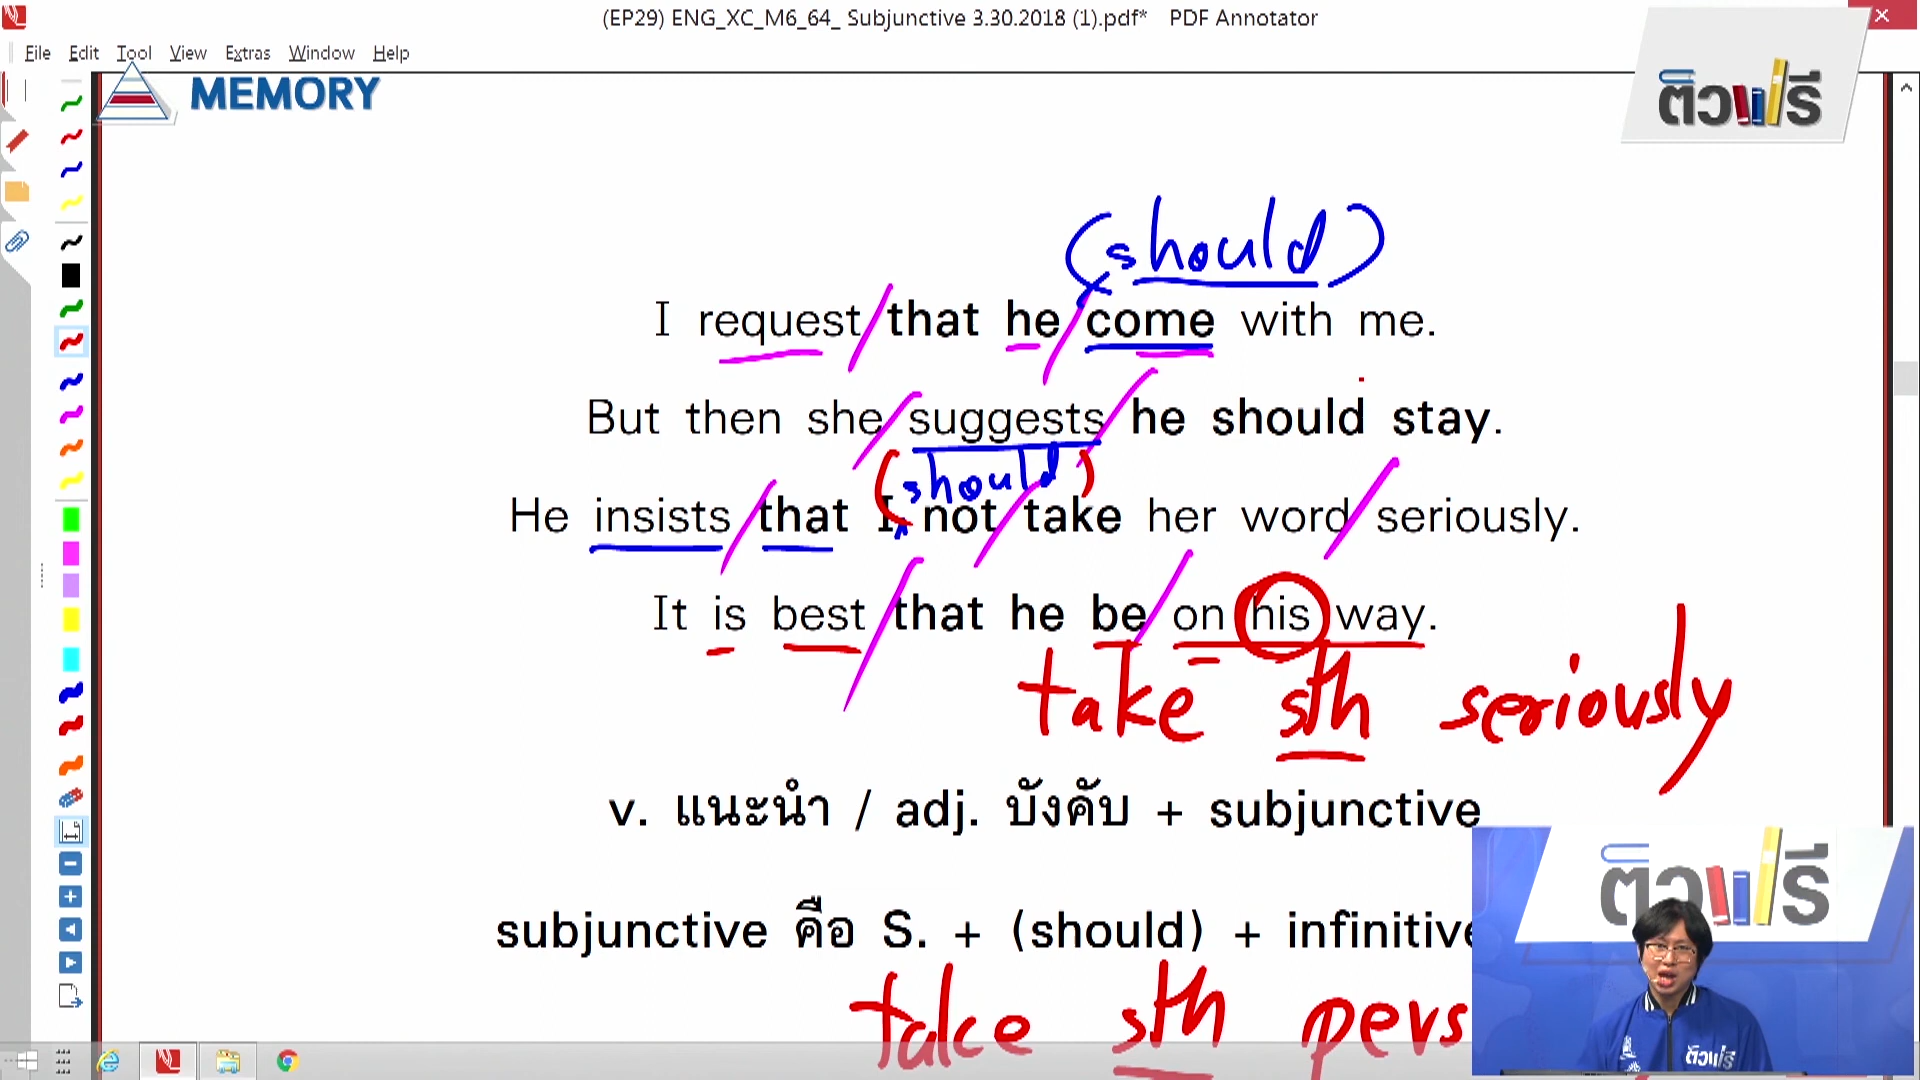 (EP29) ENG_XC_M6_64_ Subjunctive 3.30.2018 (1).pdf* PDF Annotator
File Edit Tool View Extras Window Help
MEMORY
ติวฟรี
(should)
I request that he come with me.
But then she suggests he should stay.
(should)
He insists that I not take her word seriously.
It is best that he be on his way.
take sth seriously
v. แนะนำ / adj. บังคับ + subjunctive
ติวฟรี
subjunctive คือ S. + (should) + infinitive
take sth pers
ติวฟรี